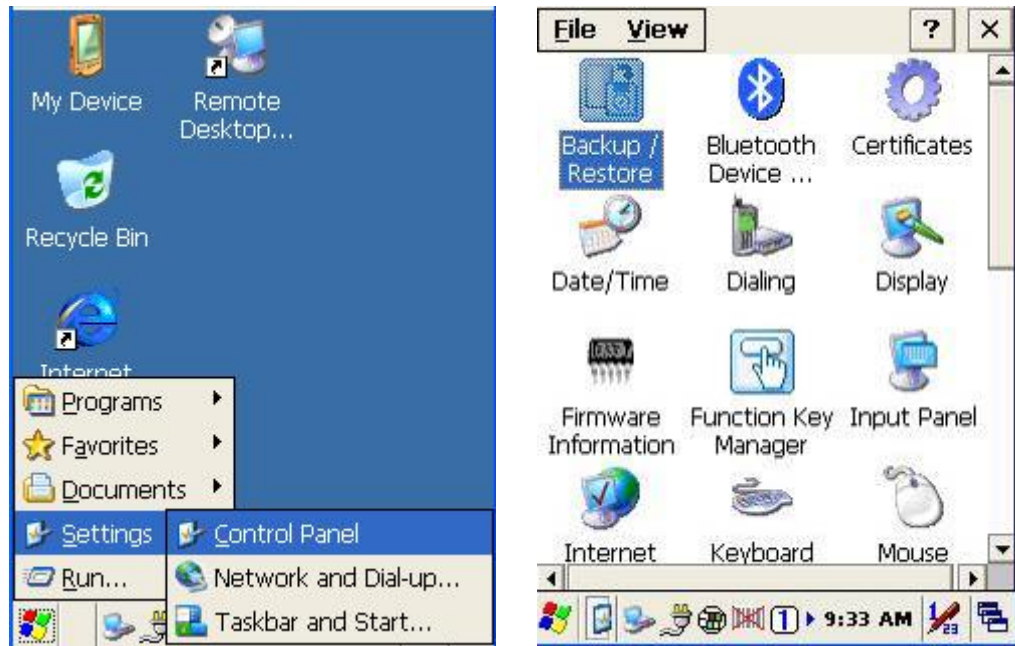 My Device
Remote
Desktop...
Recycle Bin
Internet
Programs
Favorites
Documents
Settings
Run...
Control Panel
Network and Dial-up...
Taskbar and Start...
File View ? ×
Backup /
Restore
Bluetooth
Device ...
Certificates
Date/Time
Dialing
Display
Firmware
Information
Function Key
Manager
Input Panel
Internet
Keyboard
Mouse
1 9:33 AM